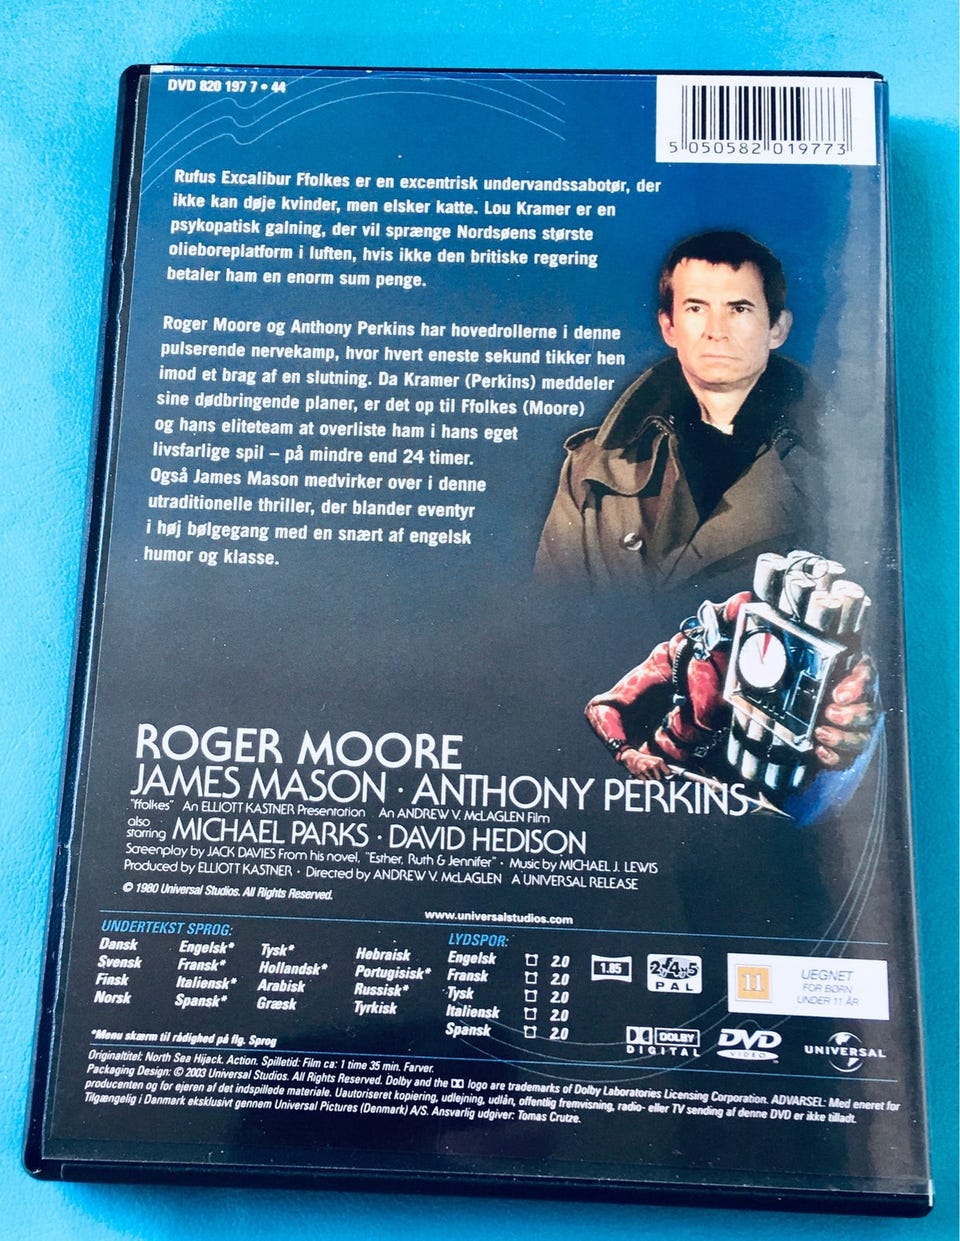 DVD 820 197 7 • 44
5 050582 019773
Rufus Excalibur Ffolkes er en excentrisk undervandssabotør, der
ikke kan døje kvinder, men elsker katte. Lou Kramer er en
psykopatisk galning, der vil sprænge Nordsøens største
olieboreplatform i luften, hvis ikke den britiske regering
betaler ham en enorm sum penge.
Roger Moore og Anthony Perkins har hovedrollerne i denne
pulserende nervekamp, hvor hvert eneste sekund tikker hen
imod et brag af en slutning. Da Kramer (Perkins) meddeler
sine dødbringende planer, er det op til Ffolkes (Moore)
og hans eliteteam at overliste ham i hans eget
livsfarlige spil – på mindre end 24 timer.
Også James Mason medvirker over i denne
utraditionelle thriller, der blander eventyr
i høj bølgegang med en snært af engelsk
humor og klasse.
ROGER MOORE
JAMES MASON · ANTHONY PERKINS
"ffolkes" An ELLIOTT KASTNER Presentation An ANDREW V. McLAGLEN Film
also
starring MICHAEL PARKS · DAVID HEDISON
Screenplay by JACK DAVIES From his novel, "Esther, Ruth & Jennifer" · Music by MICHAEL J. LEWIS
Produced by ELLIOTT KASTNER · Directed by ANDREW V. McLAGLEN A UNIVERSAL RELEASE
© 1980 Universal Studios. All Rights Reserved.
www.universalstudios.com
UNDERTEKST SPROG:
Dansk Engelsk* Tysk* Hebraisk
Svensk Fransk* Hollandsk* Portugisisk*
Finsk Italiensk* Arabisk Russisk*
Norsk Spansk* Græsk Tyrkisk
*Menu skærm til rådighed på flg. Sprog
LYDSPOR:
Engelsk 2.0
Fransk 2.0
Tysk 2.0
Italiensk 2.0
Spansk 2.0
1.85
2 4 5
PAL
11
UEGNET
FOR BØRN
UNDER 11 ÅR
DOLBY
DIGITAL
DVD
VIDEO
UNIVERSAL
Originaltitel: North Sea Hijack. Action. Spilletid: Film ca: 1 time 35 min. Farver.
Packaging Design: © 2003 Universal Studios. All Rights Reserved. Dolby and the logo are trademarks of Dolby Laboratories Licensing Corporation. ADVARSEL: Med eneret for
producenten og for ejeren af det indspillede materiale. Uautoriseret kopiering, udlejning, udlån, offentlig fremvisning, radio- eller TV sending af denne DVD er ikke tilladt.
Tilgængelig i Danmark eksklusivt gennem Universal Pictures (Denmark) A/S. Ansvarlig udgiver: Tomas Crutze.